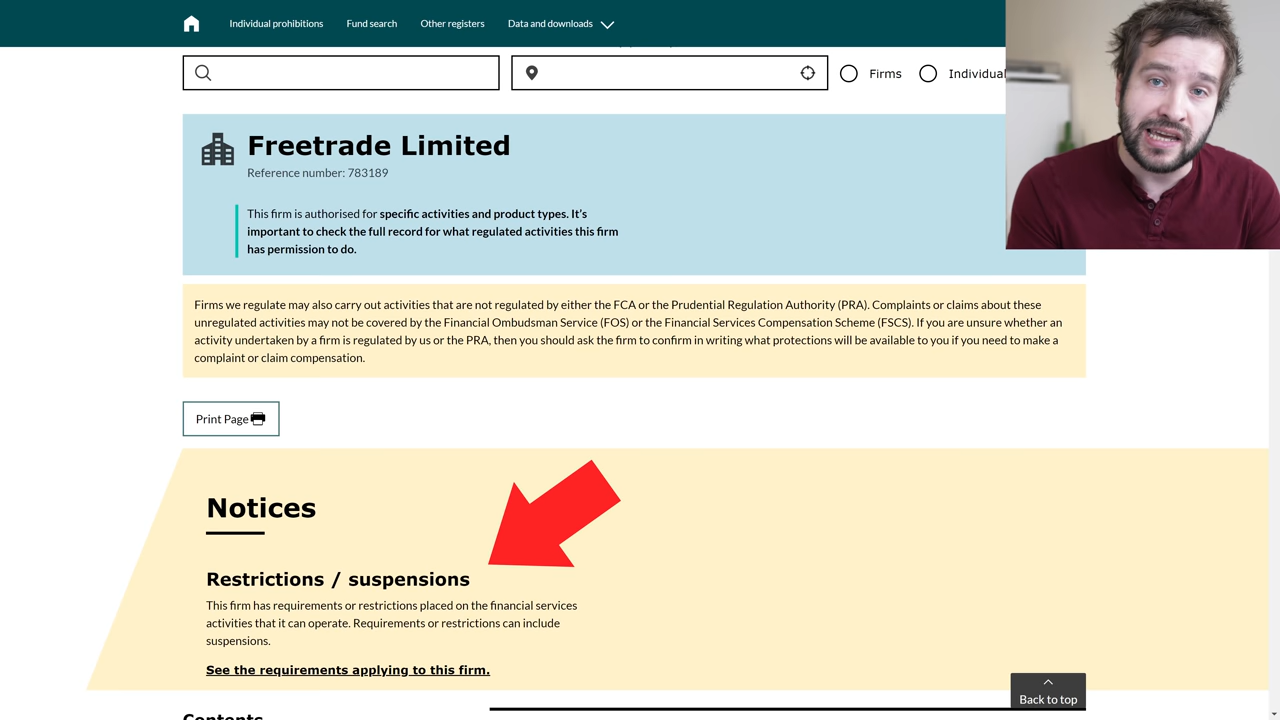 Individual prohibitions Fund search Other registers Data and downloads
Firms Individual
Freetrade Limited
Reference number: 783189
This firm is authorised for specific activities and product types. It's
important to check the full record for what regulated activities this firm
has permission to do.
Firms we regulate may also carry out activities that are not regulated by either the FCA or the Prudential Regulation Authority (PRA). Complaints or claims about these
unregulated activities may not be covered by the Financial Ombudsman Service (FOS) or the Financial Services Compensation Scheme (FSCS). If you are unsure whether an
activity undertaken by a firm is regulated by us or the PRA, then you should ask the firm to confirm in writing what protections will be available to you if you need to make a
complaint or claim compensation.
Print Page
Notices
Restrictions / suspensions
This firm has requirements or restrictions placed on the financial services
activities that it can operate. Requirements or restrictions can include
suspensions.
See the requirements applying to this firm.
Back to top
Contents